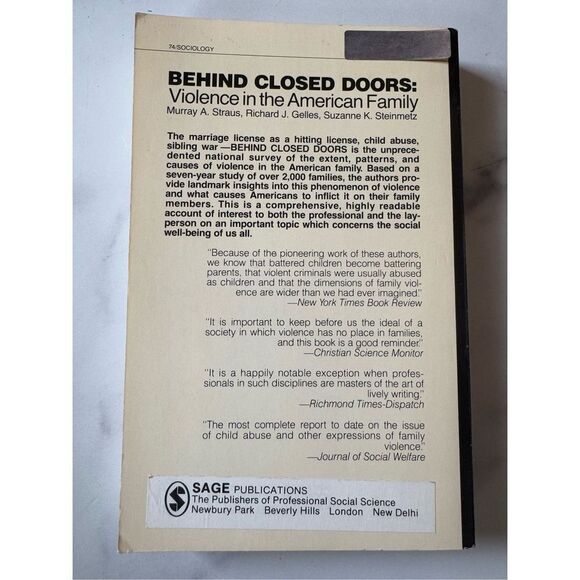 74/SOCIOLOGY
BEHIND CLOSED DOORS:
Violence in the American Family
Murray A. Straus, Richard J. Gelles, Suzanne K. Steinmetz
The marriage license as a hitting license, child abuse,
sibling war—BEHIND CLOSED DOORS is the unprece-
dented national survey of the extent, patterns, and
causes of violence in the American family. Based on a
seven-year study of over 2,000 families, the authors pro-
vide landmark insights into this phenomenon of violence
and what causes Americans to inflict it on their family
members. This is a comprehensive, highly readable
account of interest to both the professional and the lay-
person on an important topic which concerns the social
well-being of us all.
"Because of the pioneering work of these authors,
we know that battered children become battering
parents, that violent criminals were usually abused
as children and that the dimensions of family viol-
ence are wider than we had ever imagined."
—New York Times Book Review
"It is important to keep before us the ideal of a
society in which violence has no place in families,
and this book is a good reminder."
—Christian Science Monitor
"It is a happily notable exception when profes-
sionals in such disciplines are masters of the art of
lively writing."
—Richmond Times-Dispatch
"The most complete report to date on the issue
of child abuse and other expressions of family
violence."
—Journal of Social Welfare
S
SAGE PUBLICATIONS
The Publishers of Professional Social Science
Newbury Park Beverly Hills London New Delhi